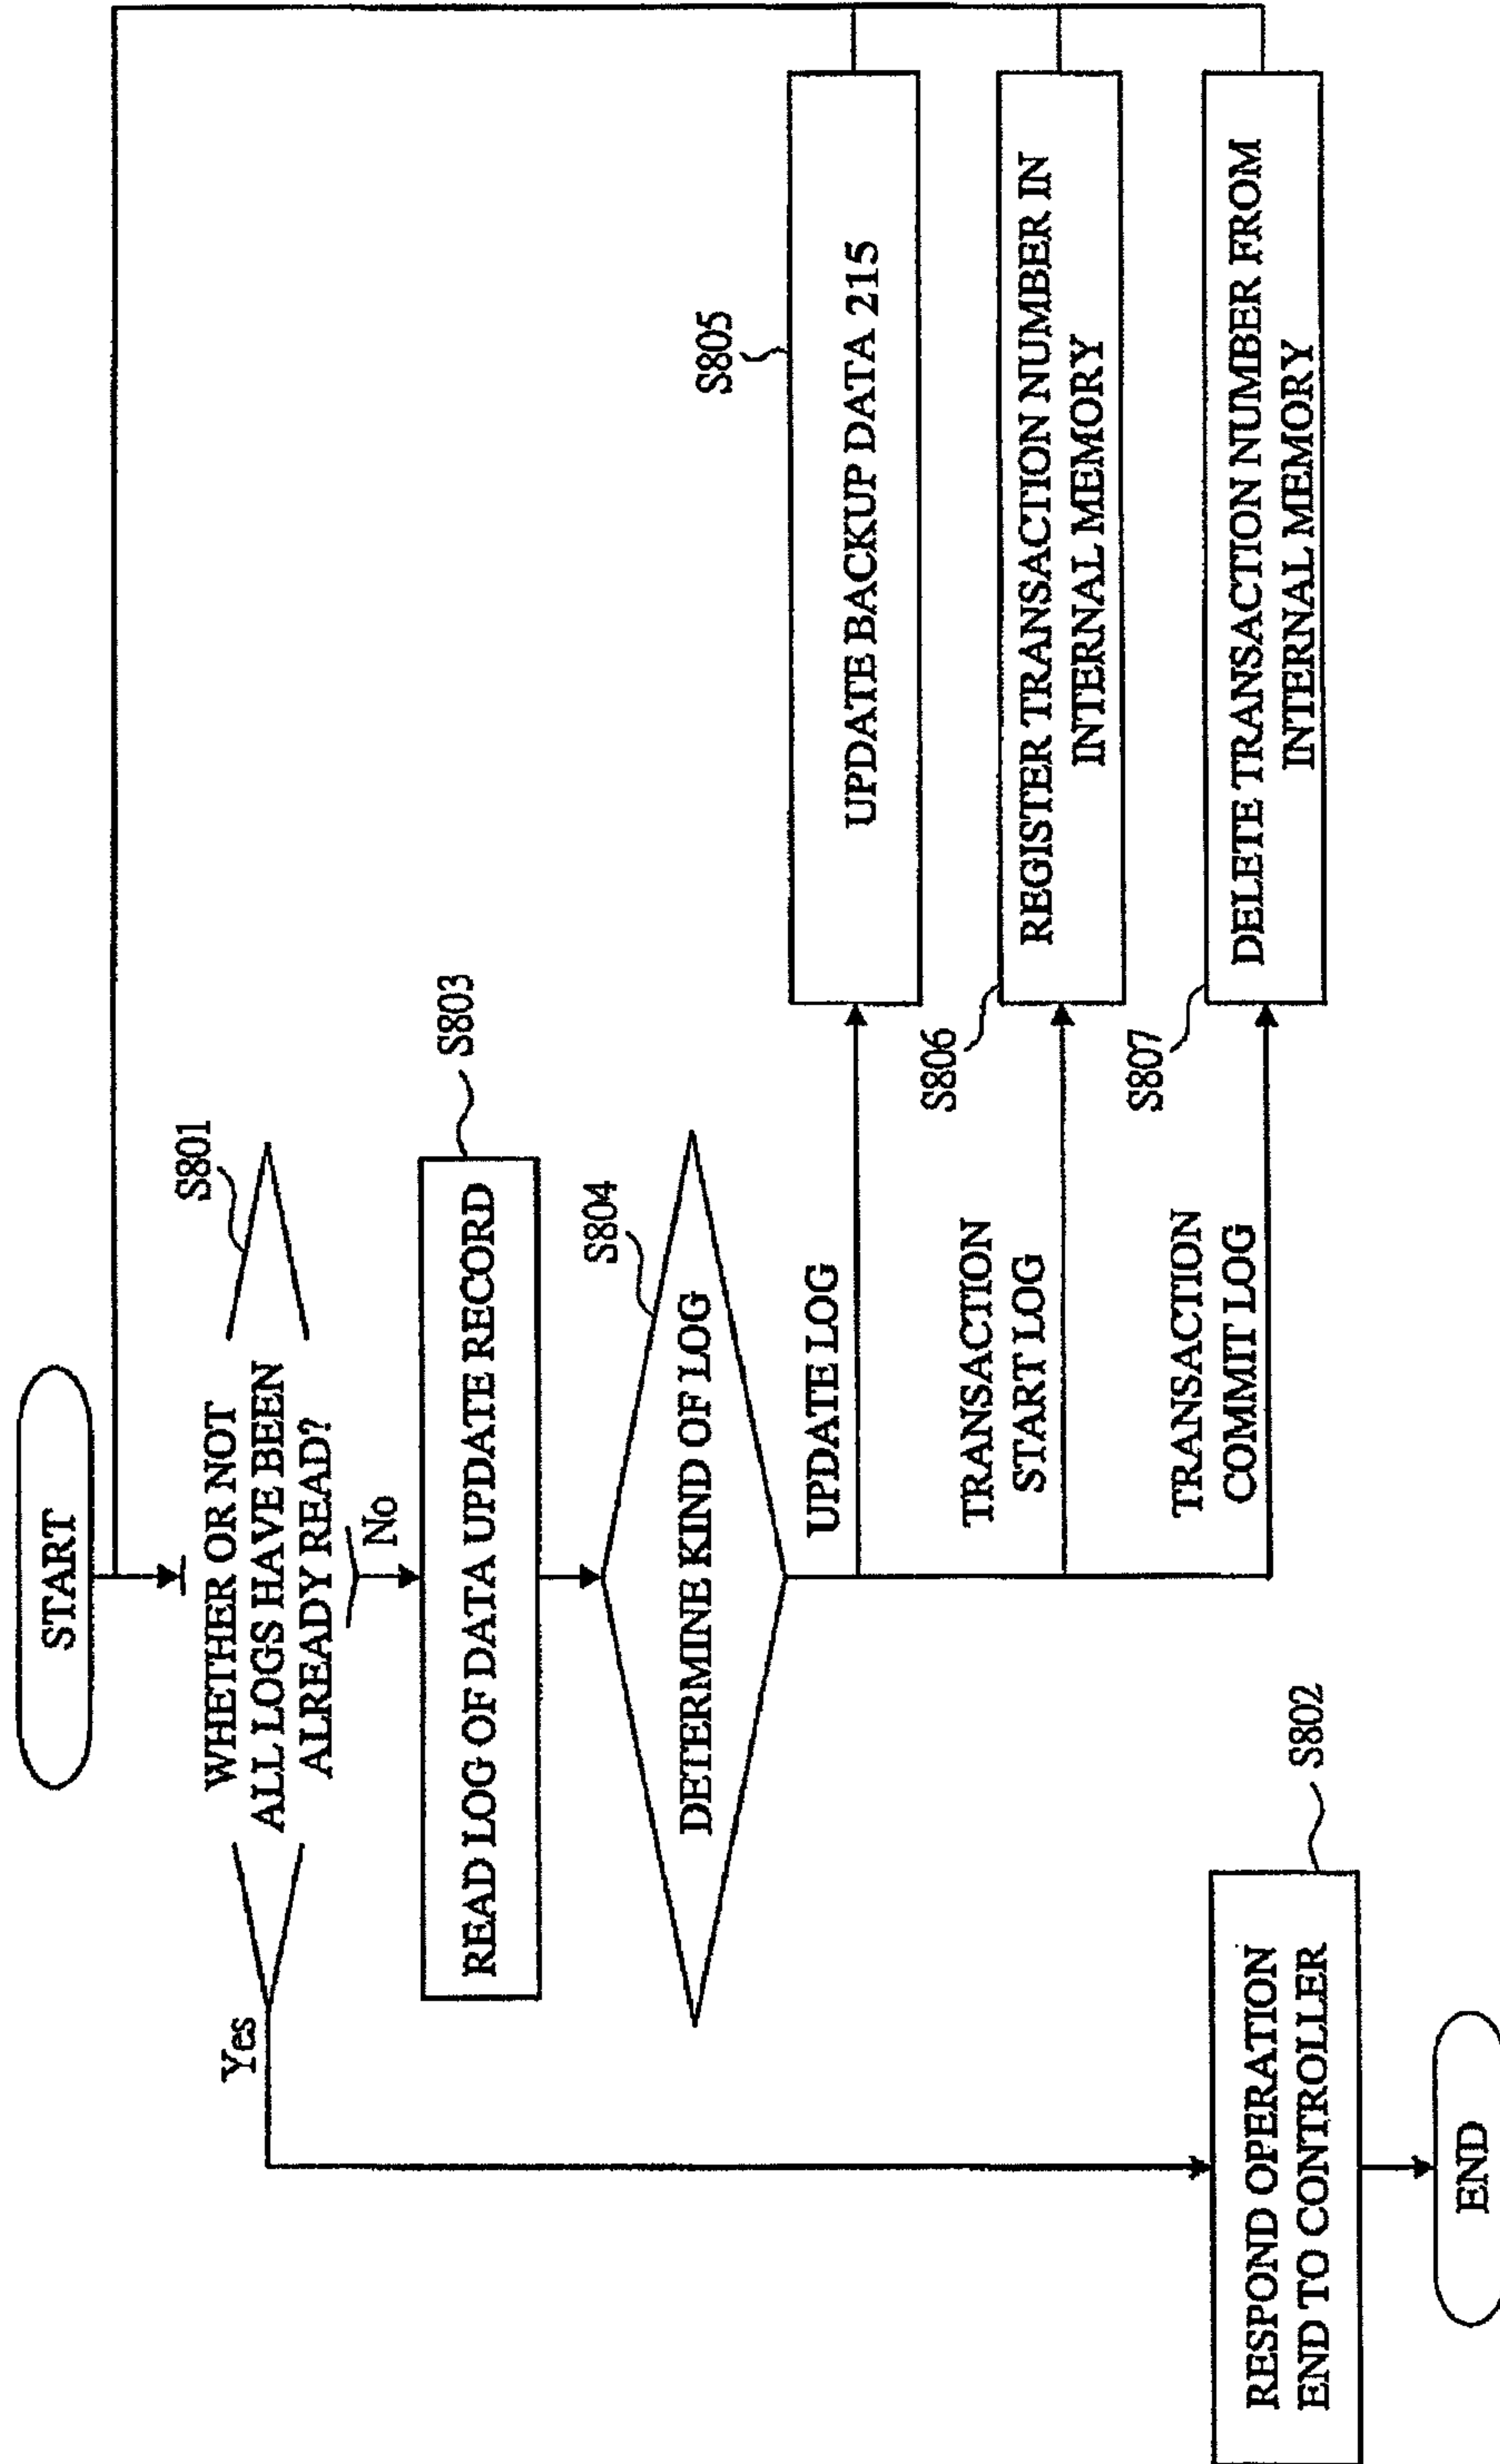 START
S801
WHETHER OR NOT
ALL LOGS HAVE BEEN
ALREADY READ?
Yes
No
S803
READ LOG OF DATA UPDATE RECORD
S804
DETERMINE KIND OF LOG
UPDATE LOG
S805
UPDATE BACKUP DATA 215
TRANSACTION
START LOG
S806
REGISTER TRANSACTION NUMBER IN
INTERNAL MEMORY
TRANSACTION
COMMIT LOG
S807
DELETE TRANSACTION NUMBER FROM
INTERNAL MEMORY
S802
RESPOND OPERATION
END TO CONTROLLER
END